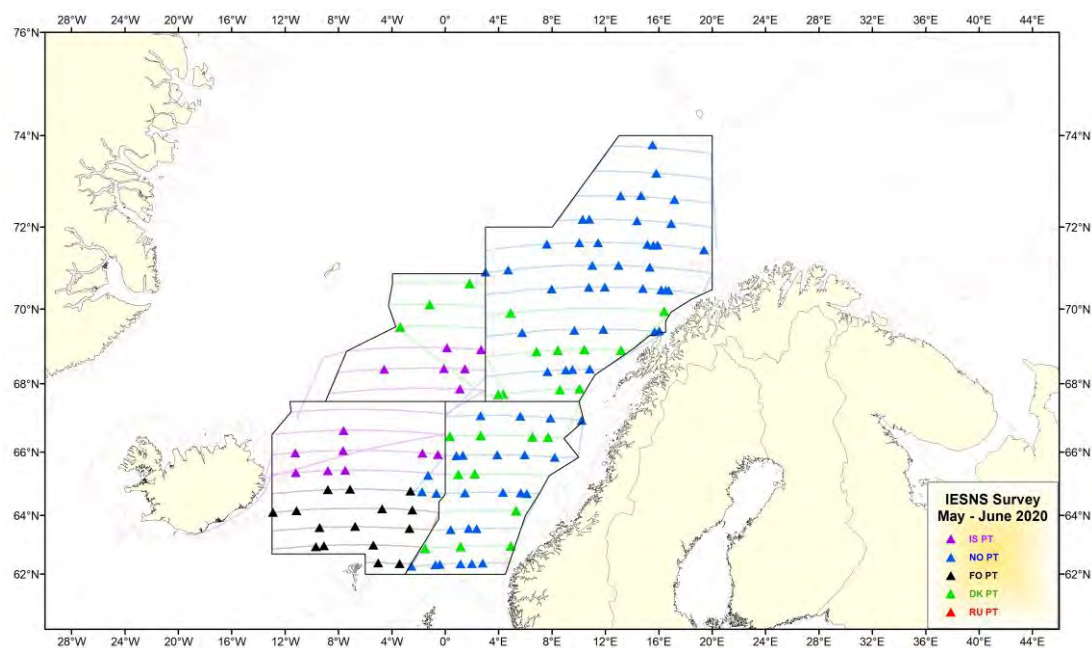 28°W 24°W 20°W 16°W 12°W 8°W 4°W 0° 4°E 8°E 12°E 16°E 20°E 24°E 28°E 32°E 36°E 40°E 44°E
76°N
74°N 74°N
72°N 72°N
70°N 70°N
68°N 68°N
66°N 66°N
64°N 64°N
62°N 62°N
IESNS Survey
May - June 2020
IS PT
NO PT
FO PT
DK PT
RU PT
28°W 24°W 20°W 16°W 12°W 8°W 4°W 0° 4°E 8°E 12°E 16°E 20°E 24°E 28°E 32°E 36°E 40°E 44°E